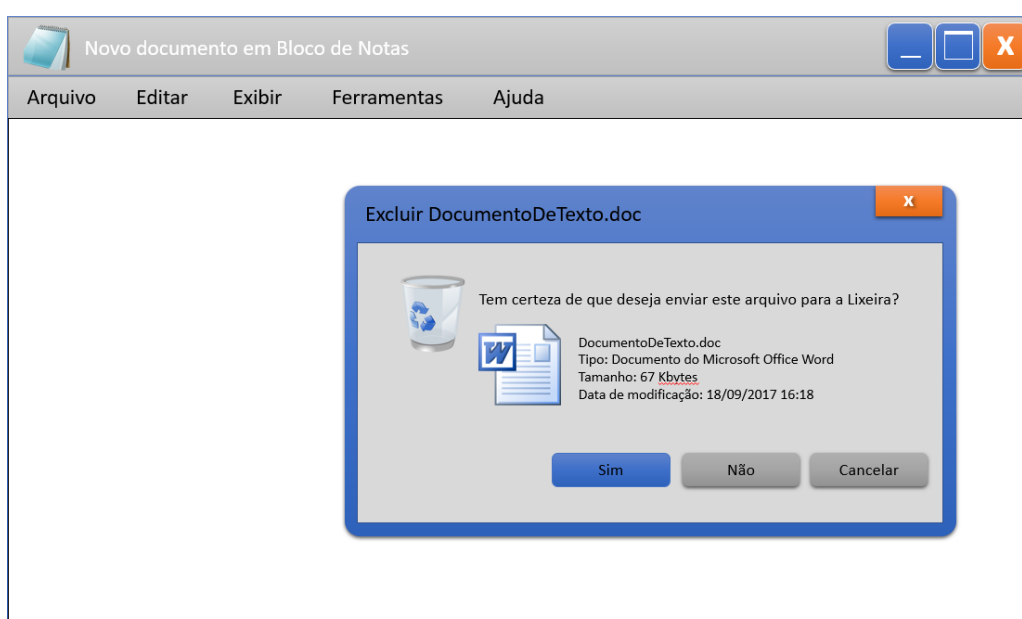 Novo documento em Bloco de Notas
X
Arquivo Editar Exibir Ferramentas Ajuda
Excluir DocumentoDeTexto.doc
x
Tem certeza de que deseja enviar este arquivo para a Lixeira?
W
DocumentoDeTexto.doc
Tipo: Documento do Microsoft Office Word
Tamanho: 67 Kbytes
Data de modificação: 18/09/2017 16:18
Sim Não Cancelar